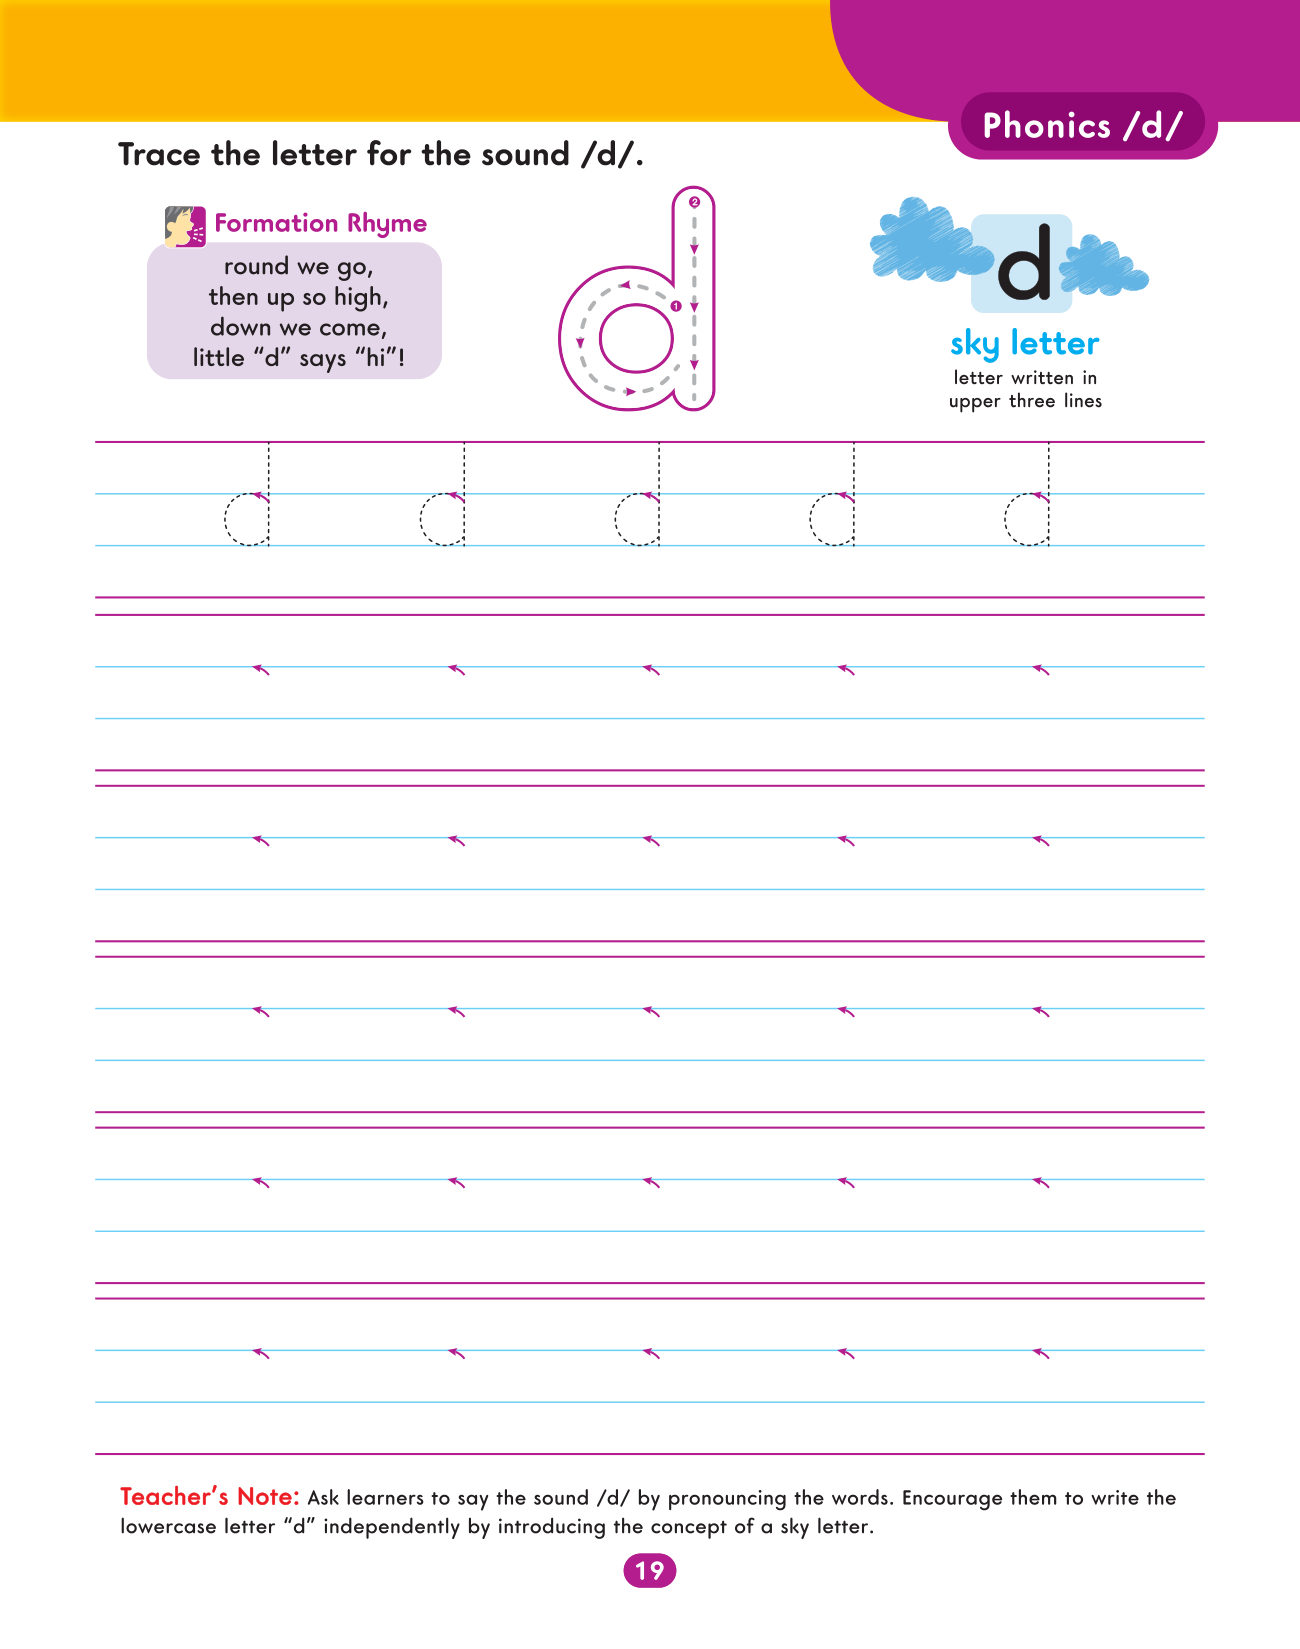 Phonics /d/
Trace the letter for the sound /d/.
Formation Rhyme
round we go,
then up so high,
down we come,
little “d” says “hi”!
2
1
d
sky letter
letter written in
upper three lines
d d d d d
Teacher’s Note: Ask learners to say the sound /d/ by pronouncing the words. Encourage them to write the
lowercase letter “d” independently by introducing the concept of a sky letter.
19